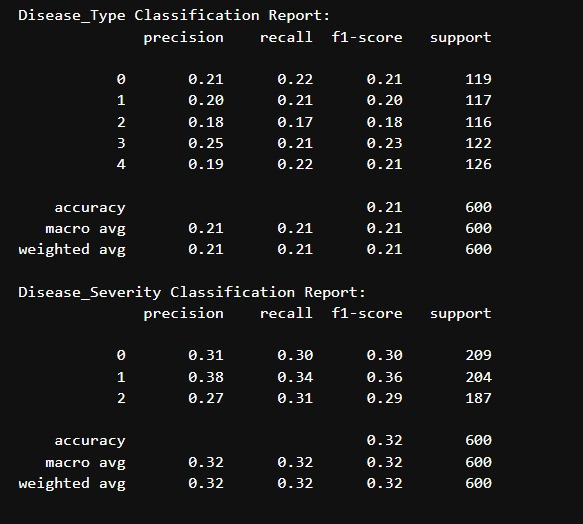 Disease_Type Classification Report:
precision recall f1-score support
0 0.21 0.22 0.21 119
1 0.20 0.21 0.20 117
2 0.18 0.17 0.18 116
3 0.25 0.21 0.23 122
4 0.19 0.22 0.21 126
accuracy 0.21 600
macro avg 0.21 0.21 0.21 600
weighted avg 0.21 0.21 0.21 600
Disease_Severity Classification Report:
precision recall f1-score support
0 0.31 0.30 0.30 209
1 0.38 0.34 0.36 204
2 0.27 0.31 0.29 187
accuracy 0.32 600
macro avg 0.32 0.32 0.32 600
weighted avg 0.32 0.32 0.32 600